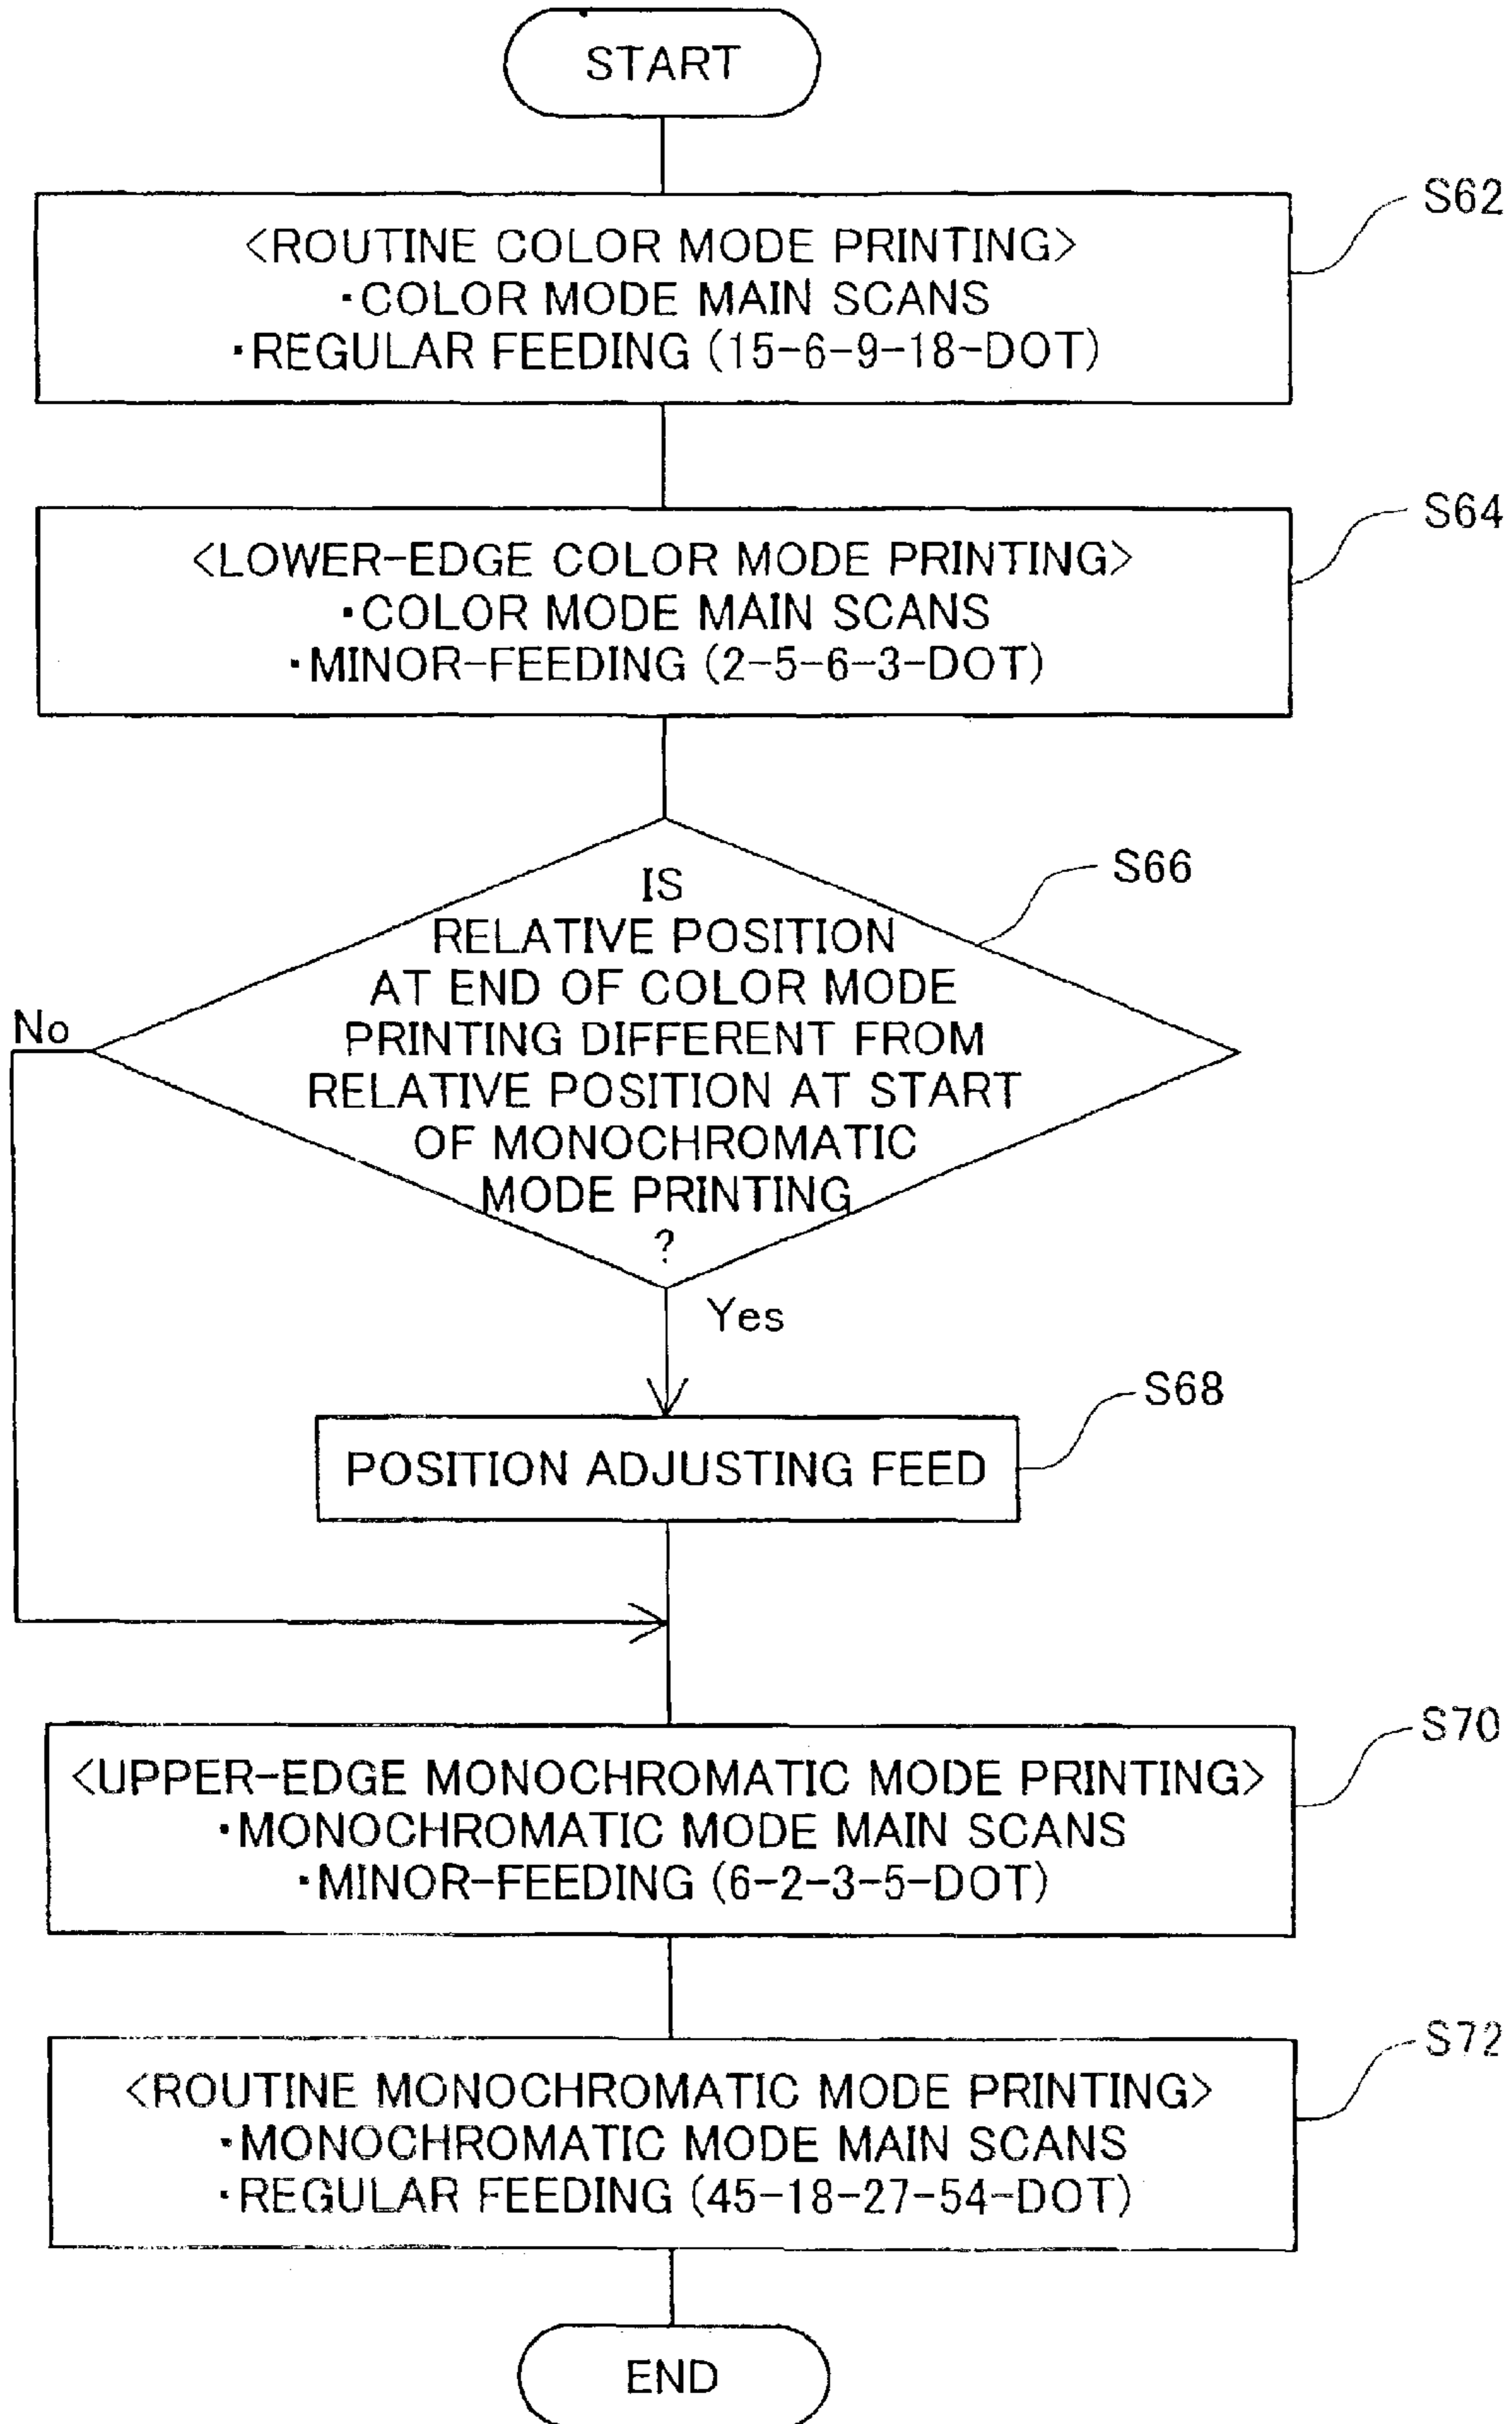 START
S62
<ROUTINE COLOR MODE PRINTING>
・COLOR MODE MAIN SCANS
・REGULAR FEEDING (15-6-9-18-DOT)
S64
<LOWER-EDGE COLOR MODE PRINTING>
・COLOR MODE MAIN SCANS
・MINOR-FEEDING (2-5-6-3-DOT)
S66
IS
RELATIVE POSITION
AT END OF COLOR MODE
PRINTING DIFFERENT FROM
RELATIVE POSITION AT START
OF MONOCHROMATIC
MODE PRINTING
?
No
Yes
S68
POSITION ADJUSTING FEED
S70
<UPPER-EDGE MONOCHROMATIC MODE PRINTING>
・MONOCHROMATIC MODE MAIN SCANS
・MINOR-FEEDING (6-2-3-5-DOT)
S72
<ROUTINE MONOCHROMATIC MODE PRINTING>
・MONOCHROMATIC MODE MAIN SCANS
・REGULAR FEEDING (45-18-27-54-DOT)
END